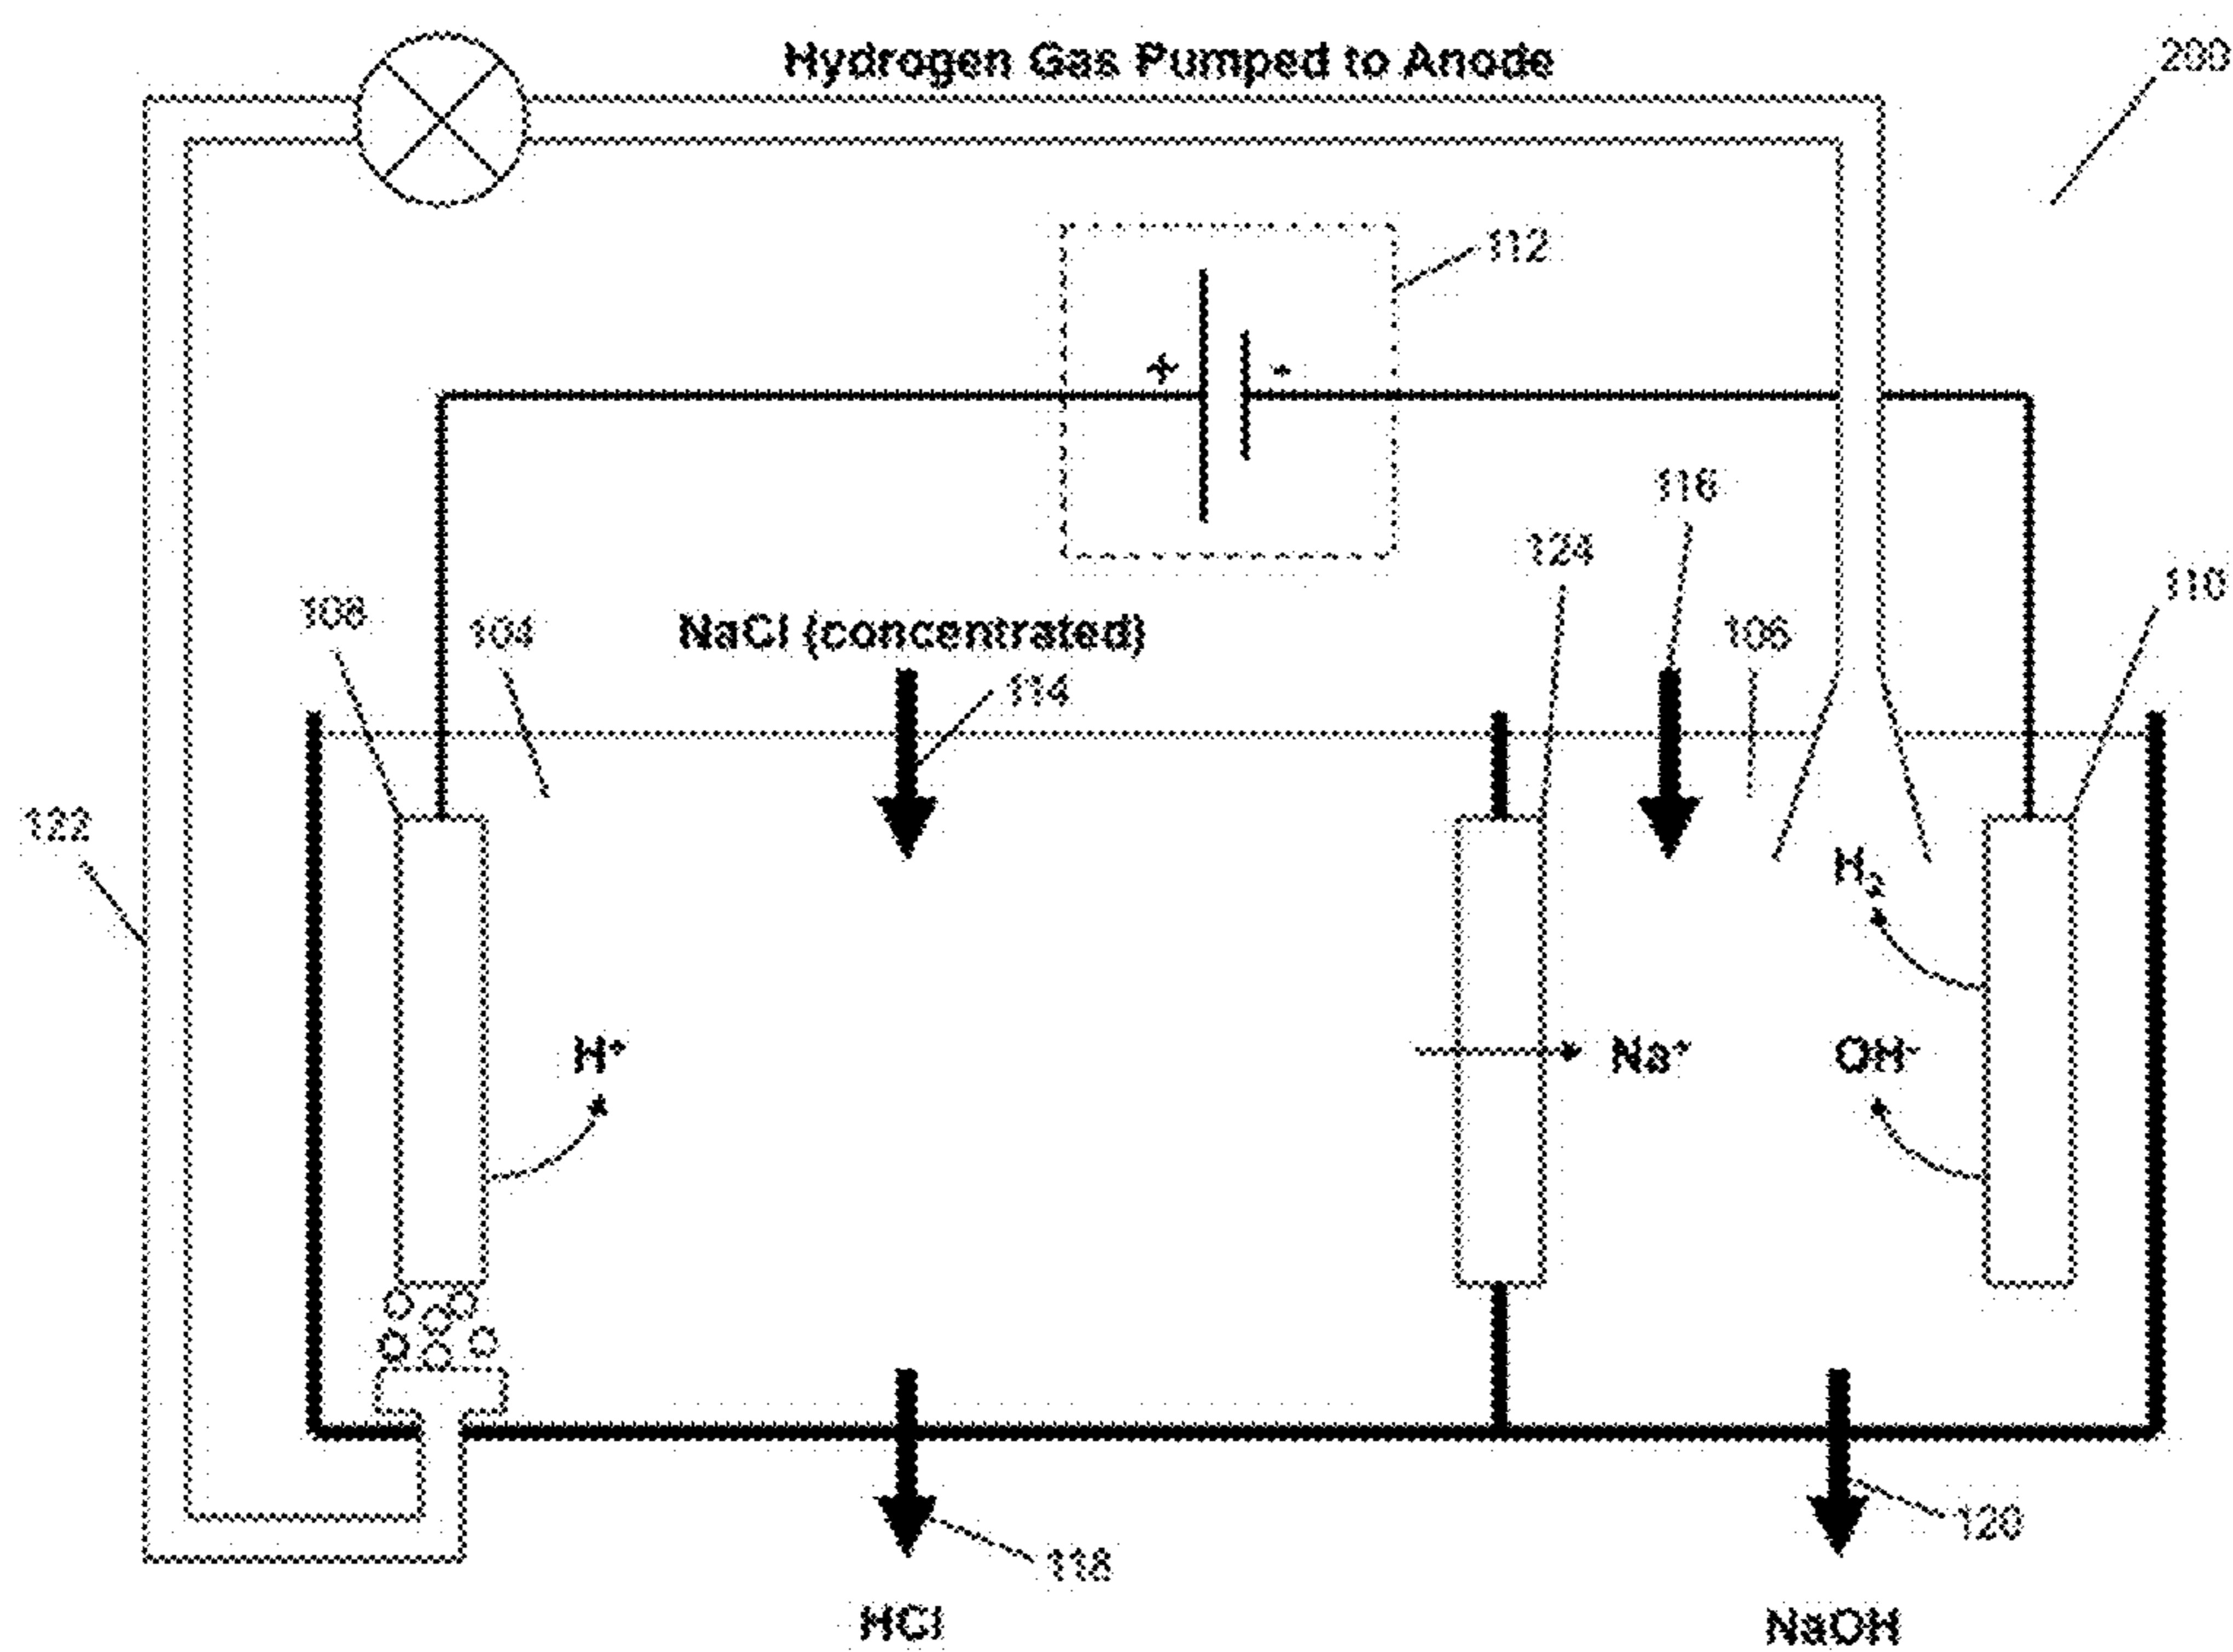 Hydrogen Gas Pumped to Anode
200
112
+ -
116
124
110
108
104
NaCl (concentrated)
106
114
122
H₂
H⁺
Na⁺
OH⁻
120
118
HCl
NaOH